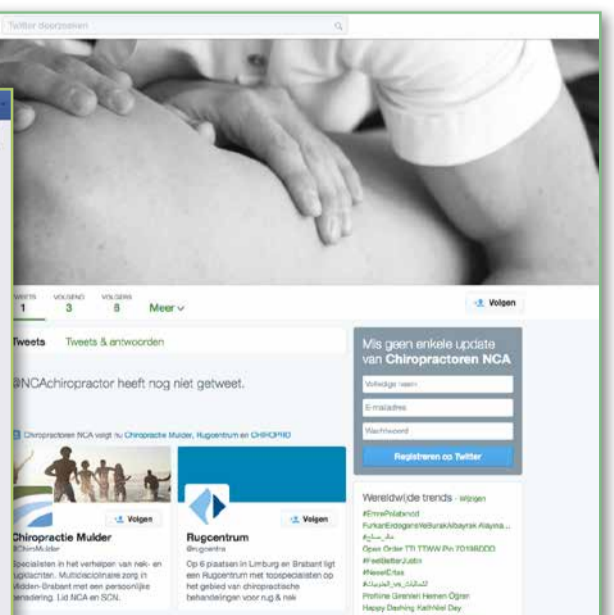 Twitter doorzoeken
TWEETS VOLGEND VOLGERS
1 3 8 Meer
Volgen
Tweets Tweets & antwoorden
@NCAchiropractor heeft nog niet getweet.
Chiropractoren NCA volgt nu Chiropractie Mulder, Rugcentrum en CHIROPRO
Volgen
Chiropractie Mulder
@ChiroMulder
Specialisten in het verhelpen van nek- en
rugklachten. Multidisciplinaire zorg in
Midden-Brabant met een persoonlijke
benadering. Lid NCA en SCN.
Volgen
Rugcentrum
@rugcentra
Op 6 plaatsen in Limburg en Brabant ligt
een Rugcentrum met topspecialisten op
het gebied van chiropractische
behandelingen voor rug & nek
Mis geen enkele update
van Chiropractoren NCA
Volledige naam
E-mailadres
Wachtwoord
Registreren op Twitter
Wereldwijde trends - Wijzigen
#FeelBetterJustin
Happy Dashing KathNiel Day